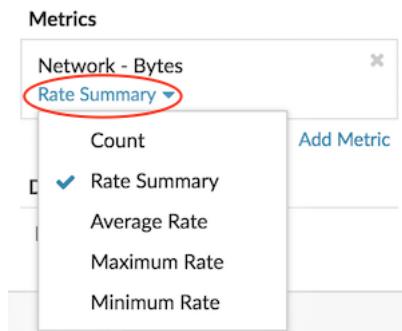 Metrics
Network - Bytes
Rate Summary
Count
Add Metric
Rate Summary
Average Rate
Maximum Rate
Minimum Rate